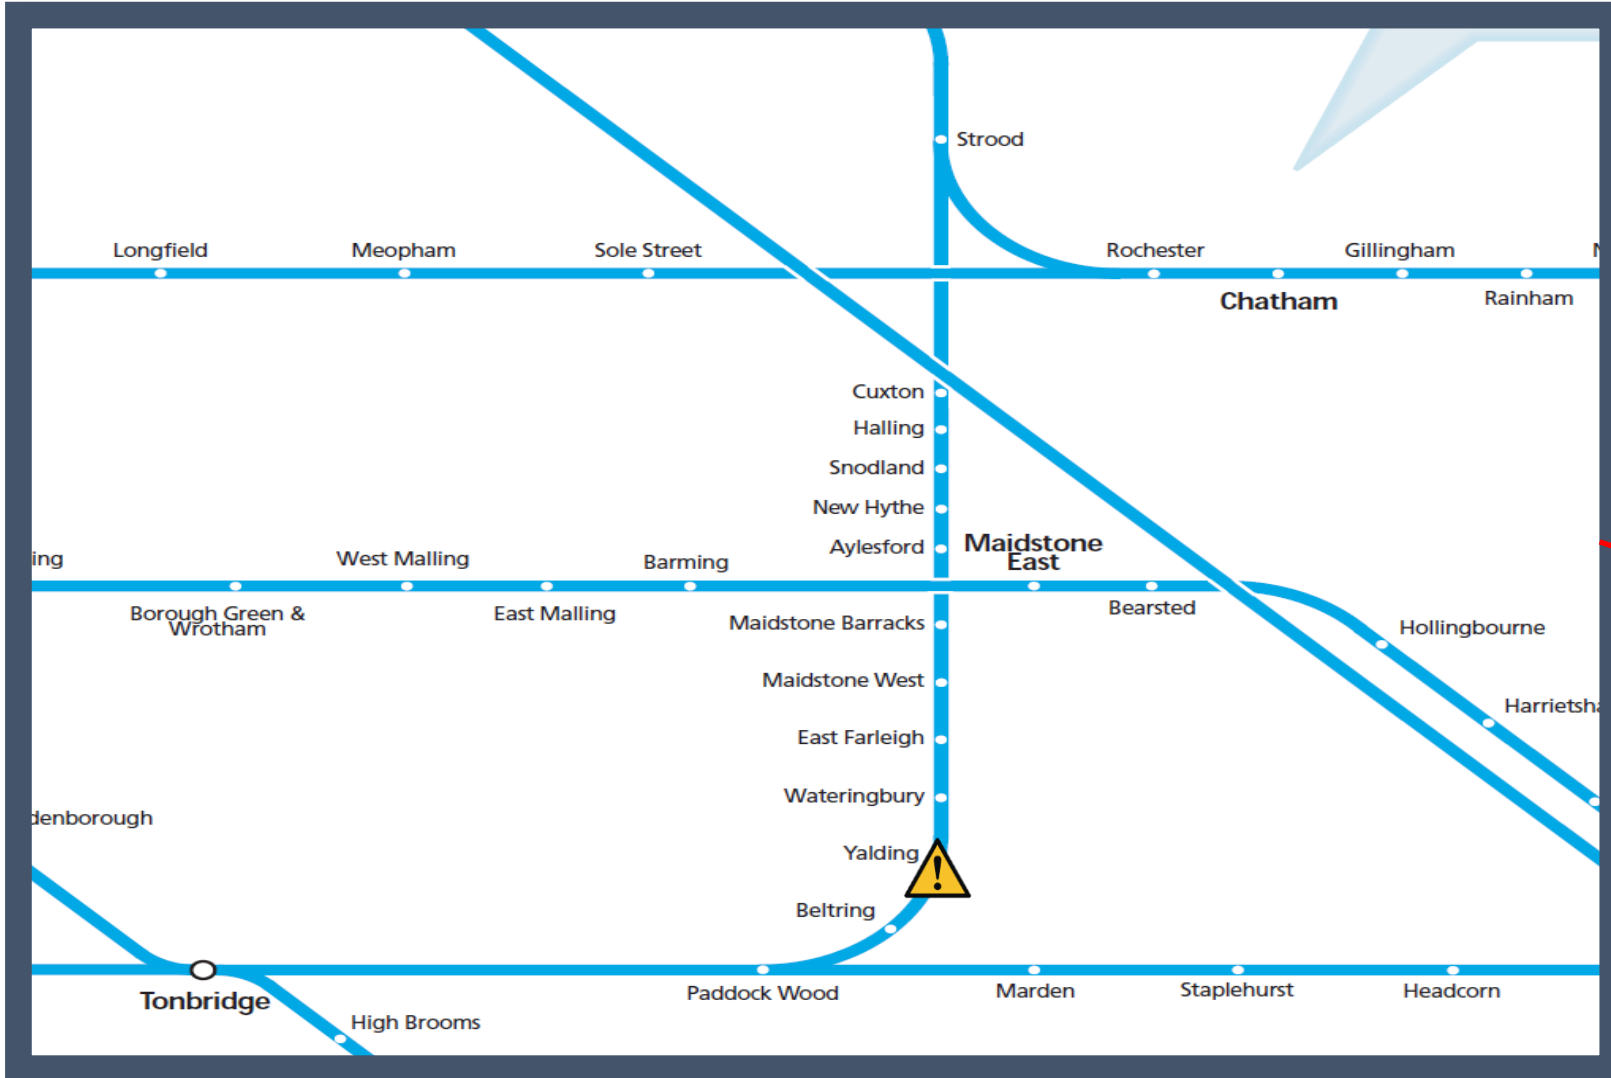 Strood
Longfield
Meopham
Sole Street
Rochester
Gillingham
Chatham
Rainham
Cuxton
Halling
Snodland
New Hythe
Aylesford
Maidstone
East
ing
West Malling
Barming
Borough Green &
Wrotham
East Malling
Bearsted
Maidstone Barracks
Hollingbourne
Maidstone West
Harrietsha
East Farleigh
Wateringbury
denborough
Yalding
!
Beltring
Tonbridge
Paddock Wood
Marden
Staplehurst
Headcorn
High Brooms